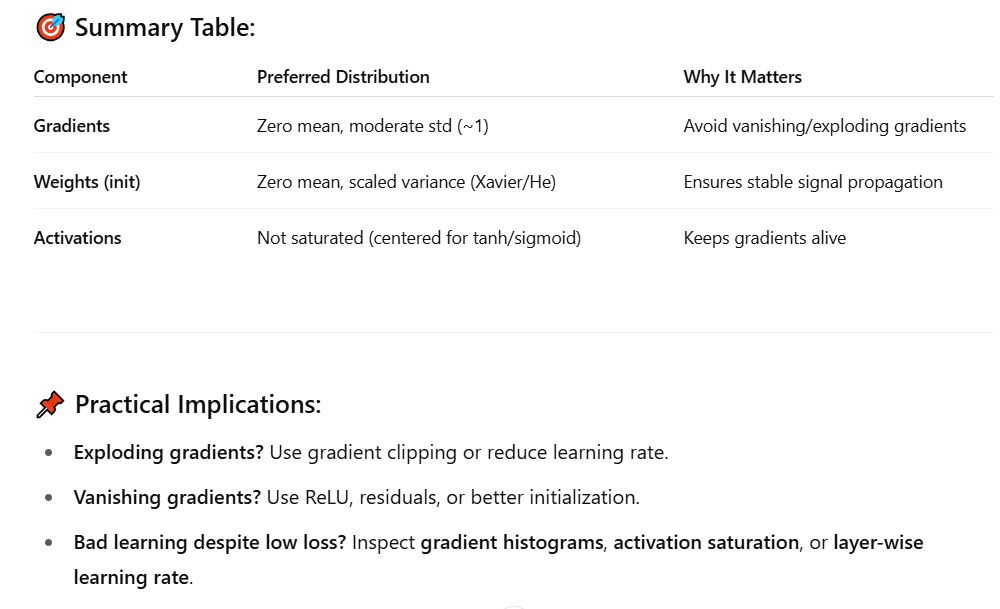 🎯 Summary Table:
Component Preferred Distribution Why It Matters
Gradients Zero mean, moderate std (~1) Avoid vanishing/exploding gradients
Weights (init) Zero mean, scaled variance (Xavier/He) Ensures stable signal propagation
Activations Not saturated (centered for tanh/sigmoid) Keeps gradients alive
📌 Practical Implications:
• Exploding gradients? Use gradient clipping or reduce learning rate.
• Vanishing gradients? Use ReLU, residuals, or better initialization.
• Bad learning despite low loss? Inspect gradient histograms, activation saturation, or layer-wise
learning rate.